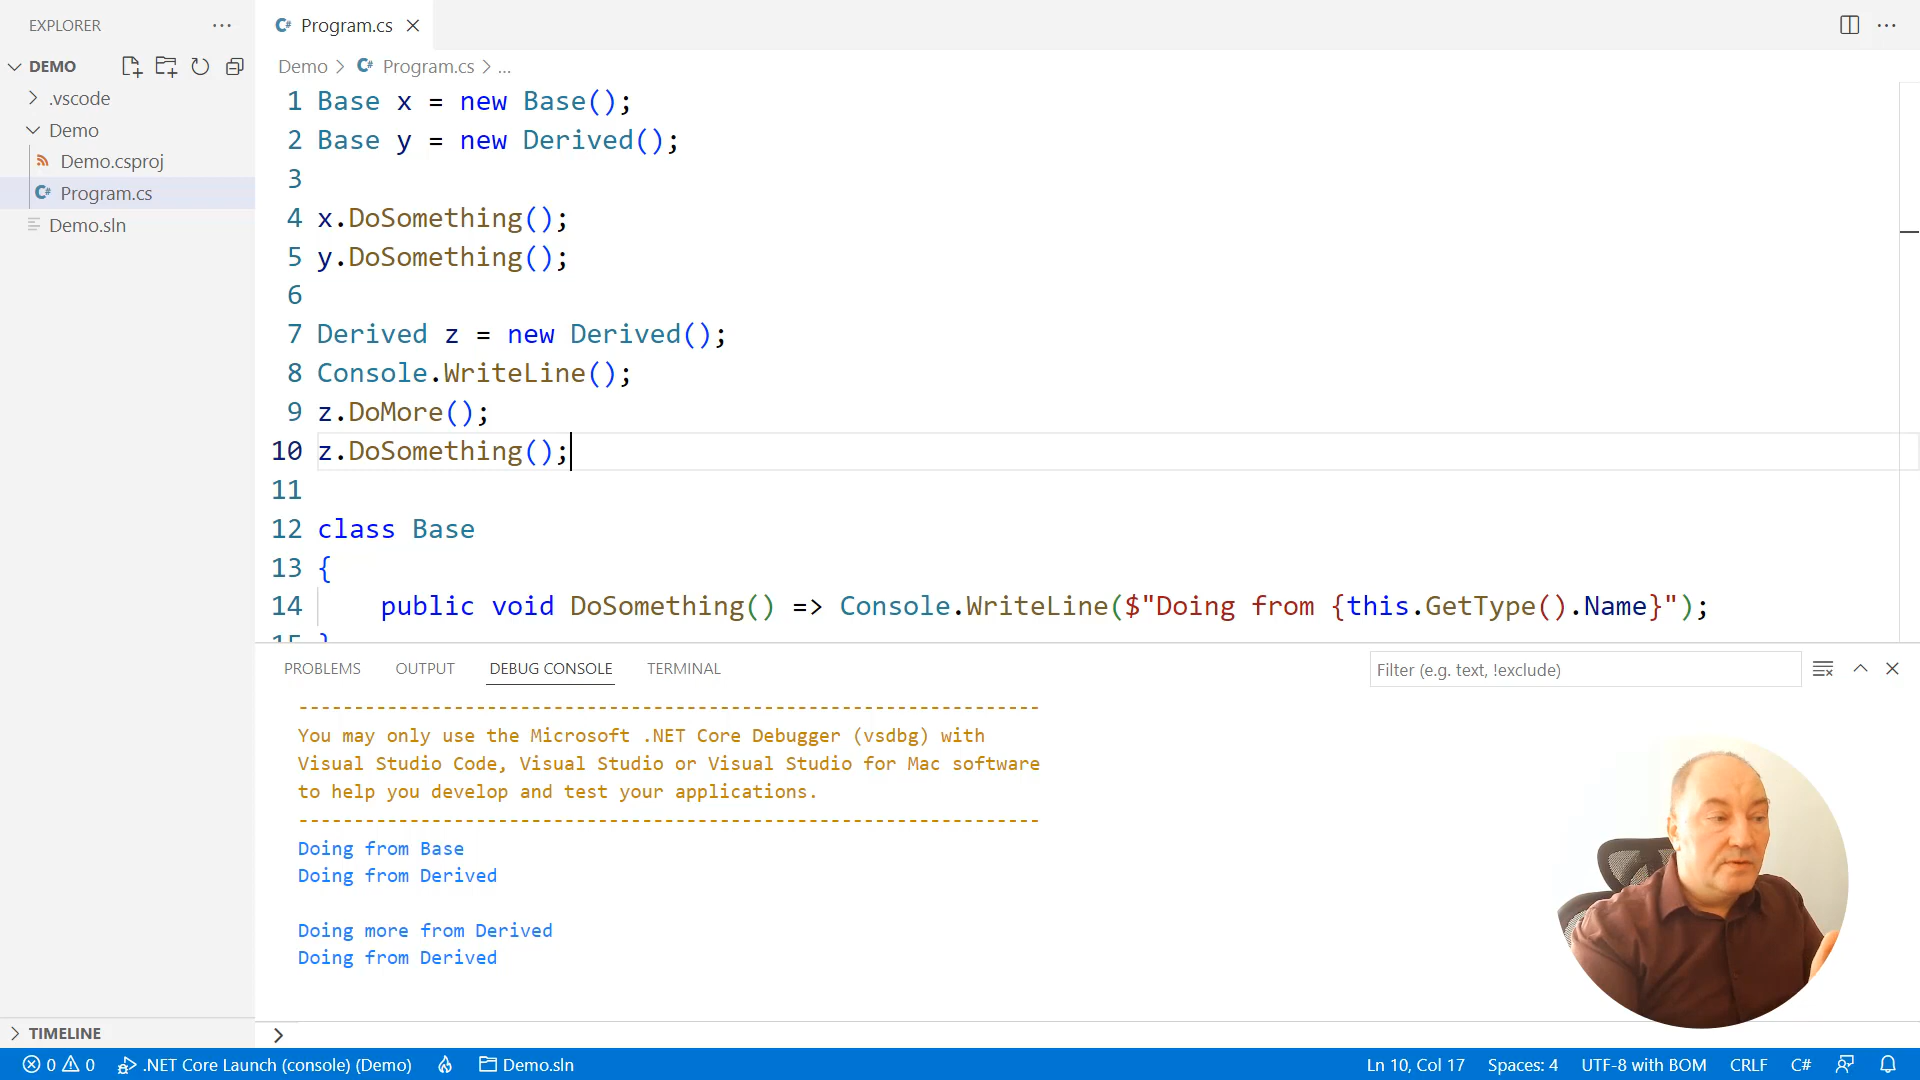 EXPLORER
DEMO
.vscode
Demo
Demo.csproj
C# Program.cs
Demo.sln
TIMELINE
C# Program.cs
Demo > C# Program.cs > ...
1 Base x = new Base();
2 Base y = new Derived();
3
4 x.DoSomething();
5 y.DoSomething();
6
7 Derived z = new Derived();
8 Console.WriteLine();
9 z.DoMore();
10 z.DoSomething();
11
12 class Base
13 {
14 public void DoSomething() => Console.WriteLine($"Doing from {this.GetType().Name}");
15 }
PROBLEMS OUTPUT DEBUG CONSOLE TERMINAL Filter (e.g. text, !exclude)
-------------------------------------------------------------------
You may only use the Microsoft .NET Core Debugger (vsdbg) with
Visual Studio Code, Visual Studio or Visual Studio for Mac software
to help you develop and test your applications.
-------------------------------------------------------------------
Doing from Base
Doing from Derived
Doing more from Derived
Doing from Derived
>
0 0 .NET Core Launch (console) (Demo) Demo.sln Ln 10, Col 17 Spaces: 4 UTF-8 with BOM CRLF C#